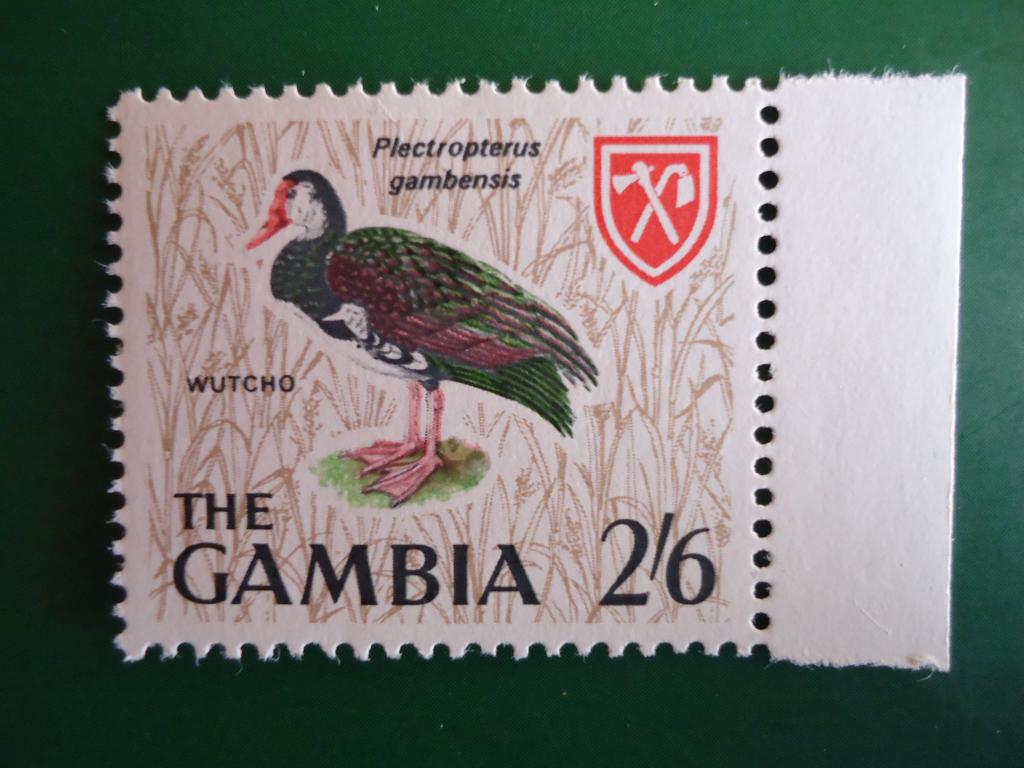 Plectropterus
gambensis
WUTCHO
THE
GAMBIA 2/6